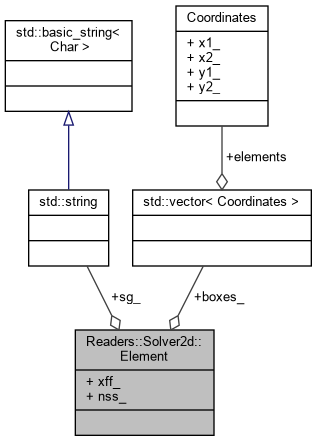 Coordinates
+ x1_
+ x2_
+ y1_
+ y2_
std::basic_string<
Char >
+elements
std::string
std::vector< Coordinates >
+sg_
+boxes_
Readers::Solver2d::
Element
+ xff_
+ nss_